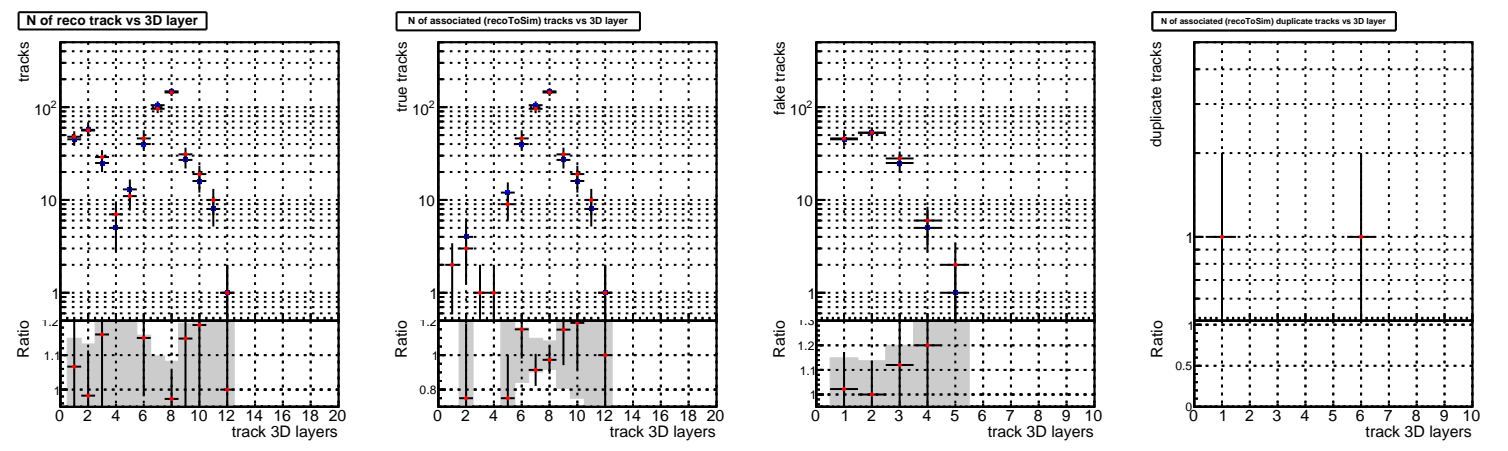 N of reco track vs 3D layer
tracks
10²
10
1
Ratio
1.2
1.1
1
0 2 4 6 8 10 12 14 16 18 20
track 3D layers
N of associated (recoToSim) tracks vs 3D layer
true tracks
10²
10
1
Ratio
1.2
1
0.8
0 2 4 6 8 10 12 14 16 18 20
track 3D layers
fake tracks
10²
10
1
Ratio
1.3
1.2
1.1
1
0 1 2 3 4 5 6 7 8 9 10
track 3D layers
N of associated (recoToSim) duplicate tracks vs 3D layer
duplicate tracks
1
Ratio
1
0.5
0
0 1 2 3 4 5 6 7 8 9 10
track 3D layers